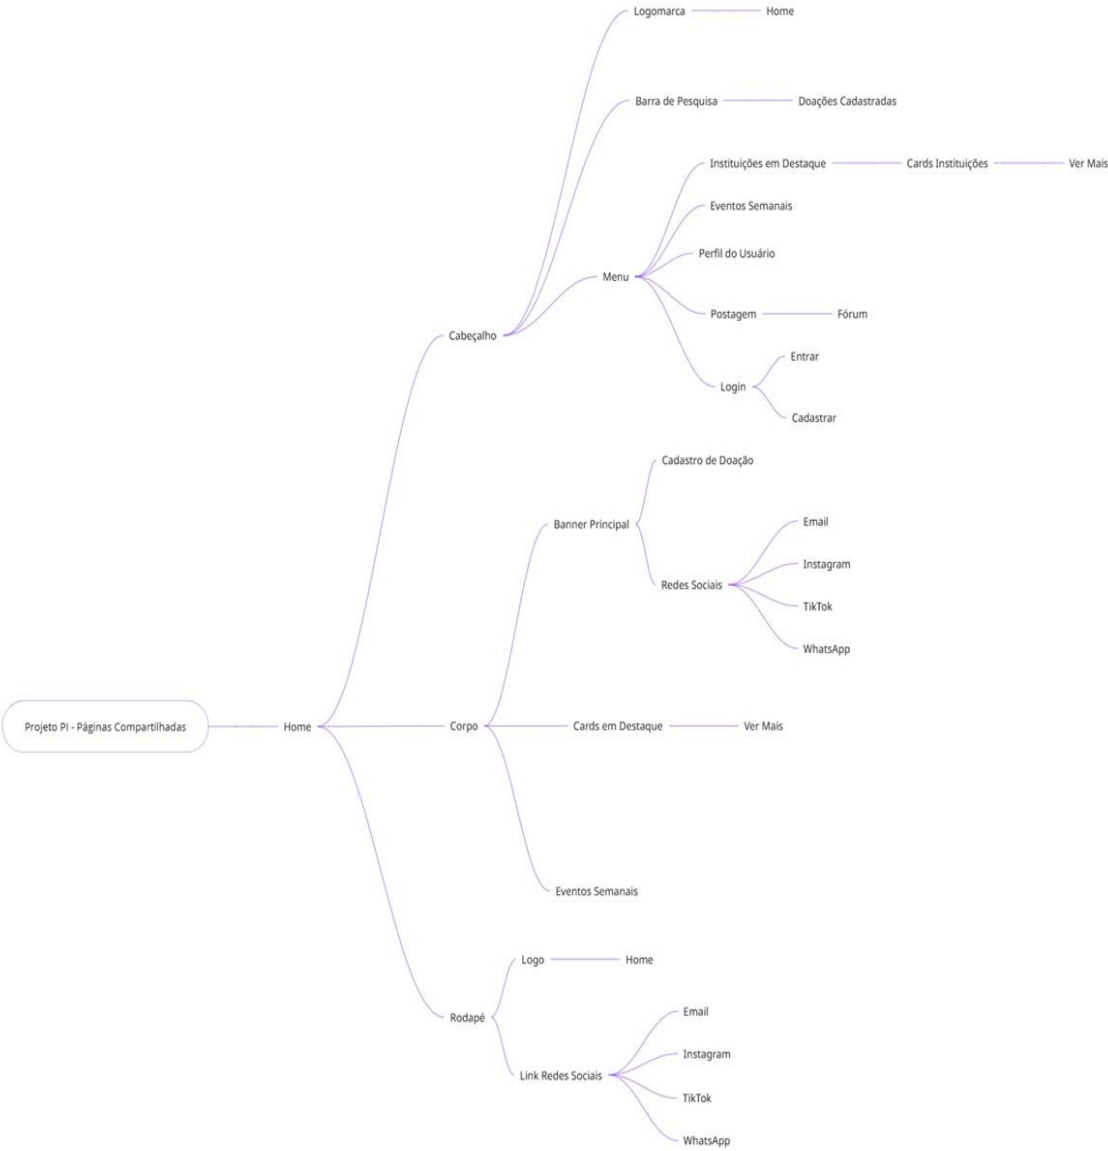 Logomarca
Home
Barra de Pesquisa
Doações Cadastradas
Instituições em Destaque
Cards Instituições
Ver Mais
Eventos Semanais
Perfil do Usuário
Menu
Postagem
Fórum
Cabeçalho
Entrar
Login
Cadastrar
Cadastro de Doação
Banner Principal
Email
Instagram
Redes Sociais
TikTok
WhatsApp
Projeto PI - Páginas Compartilhadas
Home
Corpo
Cards em Destaque
Ver Mais
Eventos Semanais
Logo
Home
Rodapé
Email
Instagram
Link Redes Sociais
TikTok
WhatsApp